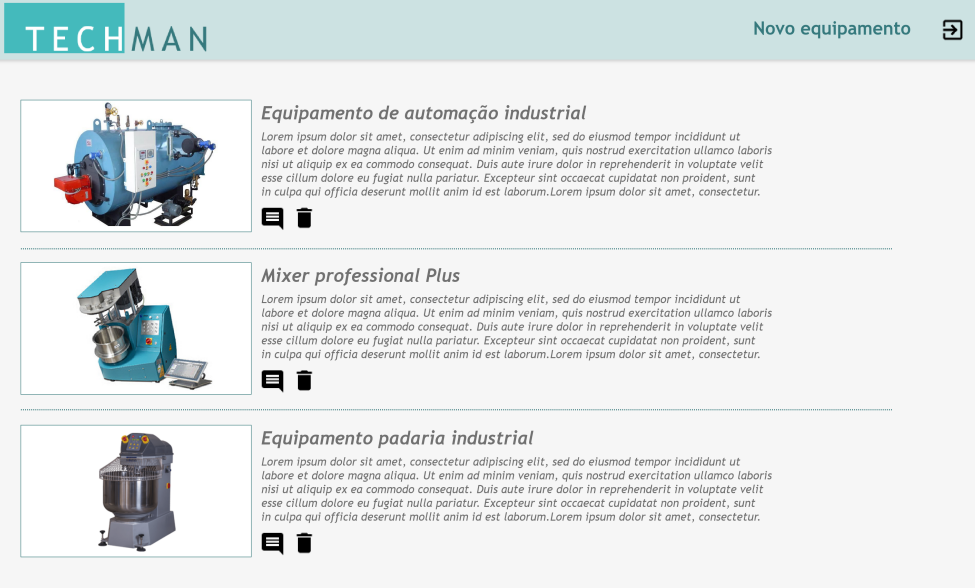 TECHMAN
Novo equipamento
Equipamento de automação industrial
Lorem ipsum dolor sit amet, consectetur adipiscing elit, sed do eiusmod tempor incididunt ut
labore et dolore magna aliqua. Ut enim ad minim veniam, quis nostrud exercitation ullamco laboris
nisi ut aliquip ex ea commodo consequat. Duis aute irure dolor in reprehenderit in voluptate velit
esse cillum dolore eu fugiat nulla pariatur. Excepteur sint occaecat cupidatat non proident, sunt
in culpa qui officia deserunt mollit anim id est laborum.Lorem ipsum dolor sit amet, consectetur.
Mixer professional Plus
Lorem ipsum dolor sit amet, consectetur adipiscing elit, sed do eiusmod tempor incididunt ut
labore et dolore magna aliqua. Ut enim ad minim veniam, quis nostrud exercitation ullamco laboris
nisi ut aliquip ex ea commodo consequat. Duis aute irure dolor in reprehenderit in voluptate velit
esse cillum dolore eu fugiat nulla pariatur. Excepteur sint occaecat cupidatat non proident, sunt
in culpa qui officia deserunt mollit anim id est laborum.Lorem ipsum dolor sit amet, consectetur.
Equipamento padaria industrial
Lorem ipsum dolor sit amet, consectetur adipiscing elit, sed do eiusmod tempor incididunt ut
labore et dolore magna aliqua. Ut enim ad minim veniam, quis nostrud exercitation ullamco laboris
nisi ut aliquip ex ea commodo consequat. Duis aute irure dolor in reprehenderit in voluptate velit
esse cillum dolore eu fugiat nulla pariatur. Excepteur sint occaecat cupidatat non proident, sunt
in culpa qui officia deserunt mollit anim id est laborum.Lorem ipsum dolor sit amet, consectetur.